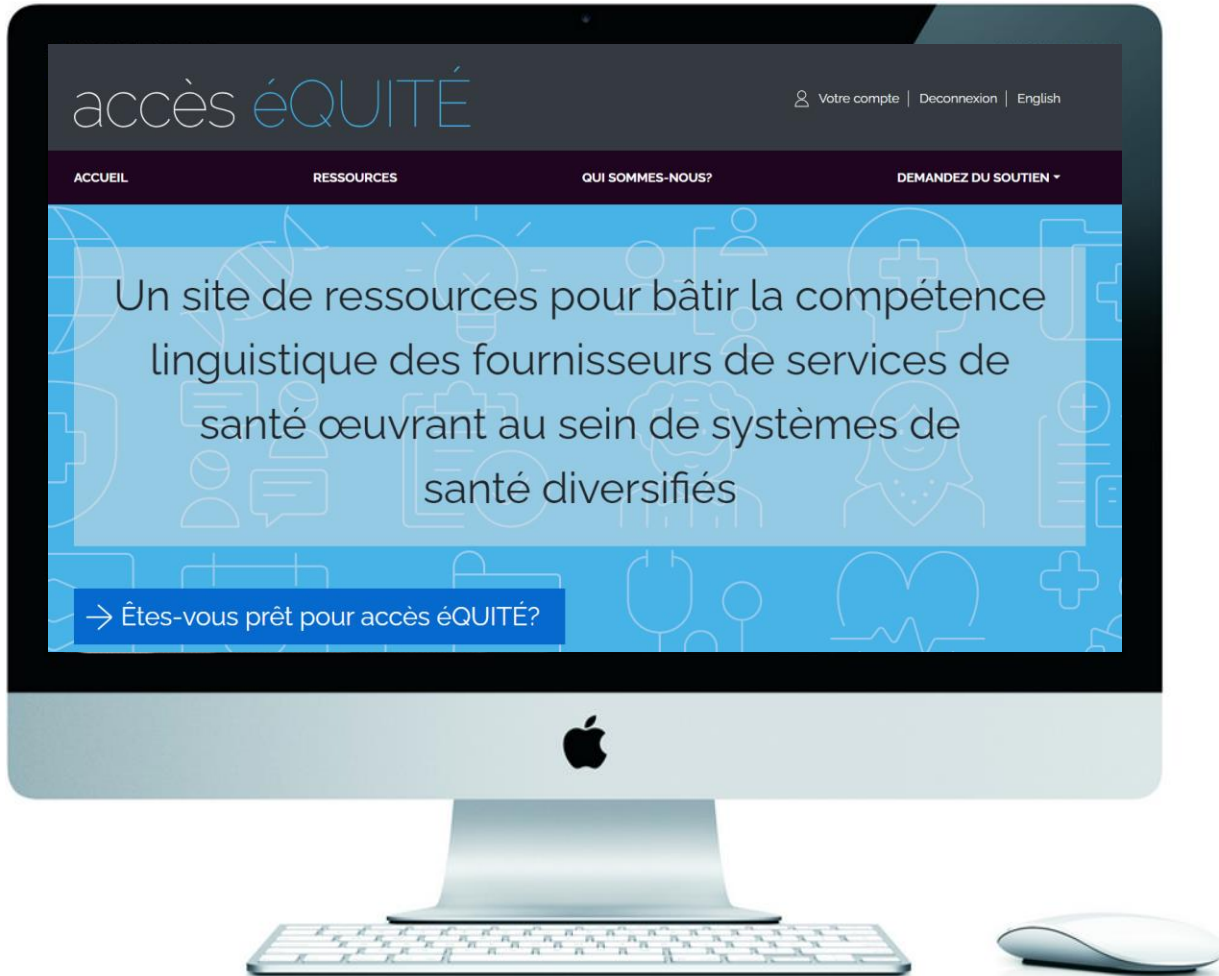 accès éQUITÉ
Votre compte | Deconnexion | English
ACCUEIL RESSOURCES QUI SOMMES-NOUS? DEMANDEZ DU SOUTIEN
Un site de ressources pour bâtir la compétence
linguistique des fournisseurs de services de
santé œuvrant au sein de systèmes de
santé diversifiés
→ Êtes-vous prêt pour accès éQUITÉ?